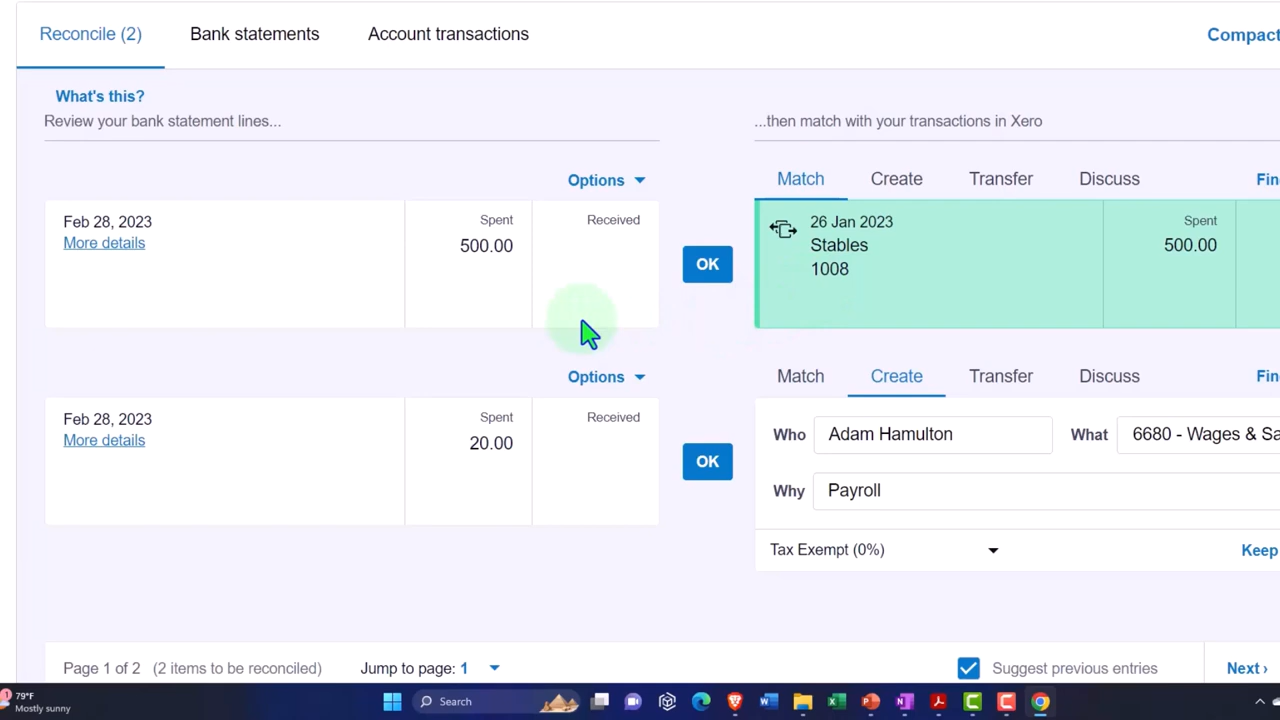 Reconcile (2) Bank statements Account transactions Compact
What's this?
Review your bank statement lines... ...then match with your transactions in Xero
Options Match Create Transfer Discuss Fin
Feb 28, 2023 Spent Received 26 Jan 2023 Spent
More details 500.00 OK Stables 500.00
1008
Options Match Create Transfer Discuss Fin
Feb 28, 2023 Spent Received Who Adam Hamulton What 6680 - Wages & Sa
More details 20.00 OK
Why Payroll
Tax Exempt (0%) Keep
Page 1 of 2 (2 items to be reconciled) Jump to page: 1 Suggest previous entries Next ›
1 79°F
Mostly sunny Search